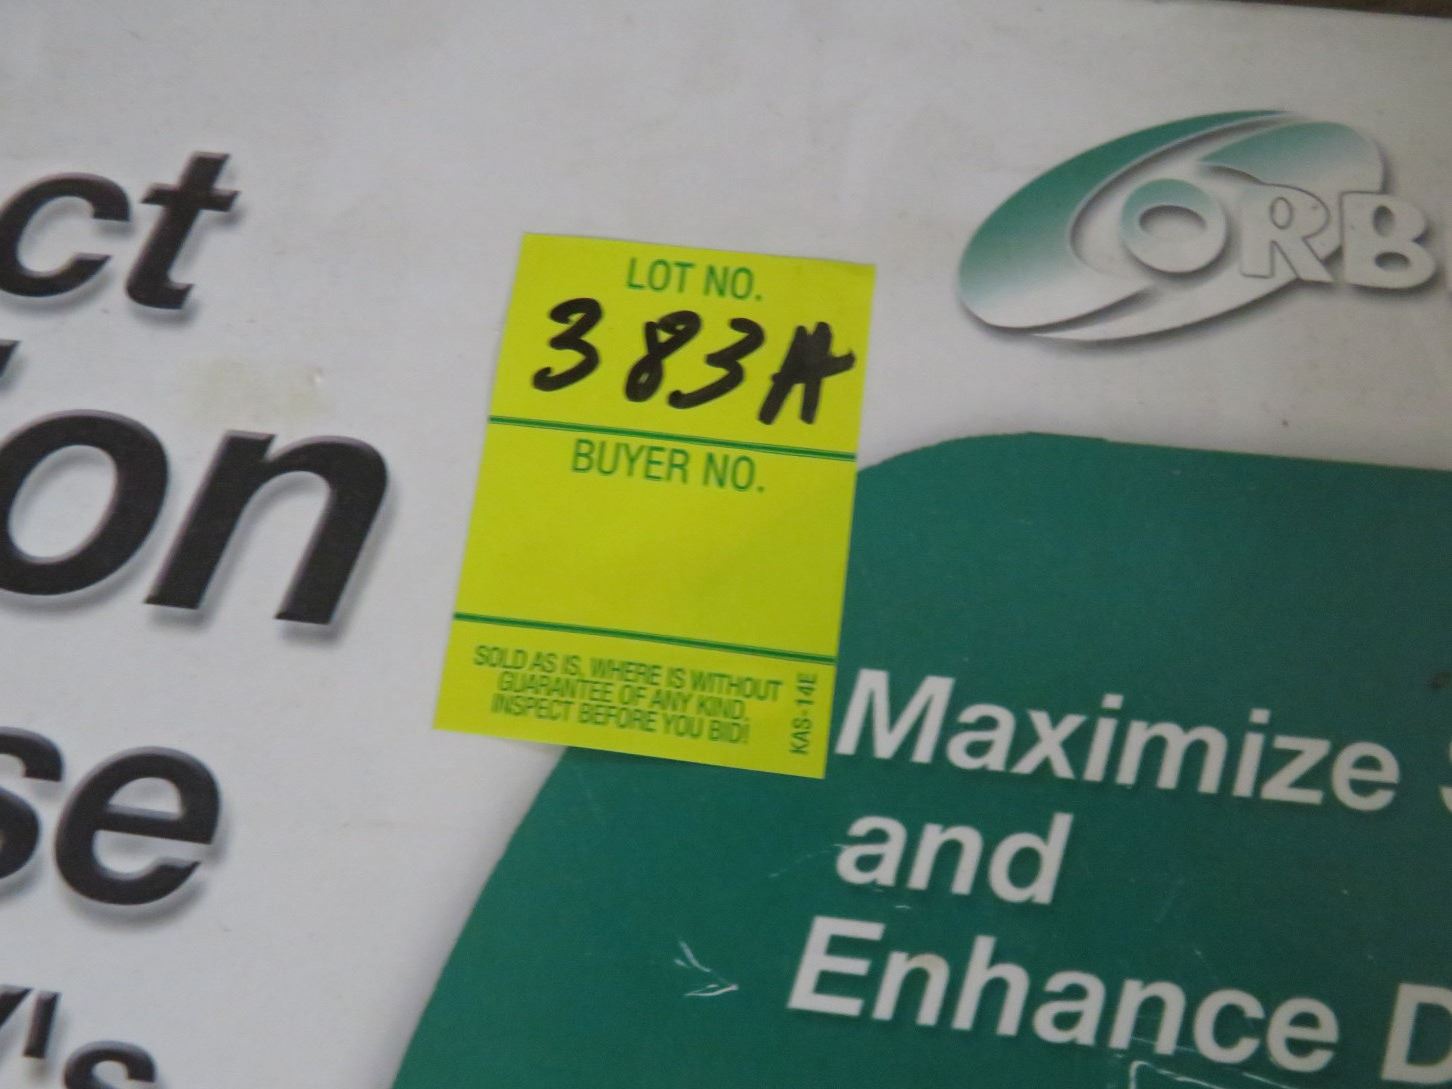 ct
on
se
's
ORB
LOT NO.
383A
BUYER NO.
SOLD AS IS, WHERE IS WITHOUT
GUARANTEE OF ANY KIND.
INSPECT BEFORE YOU BID!
KAS-14E
Maximize
and
Enhance D